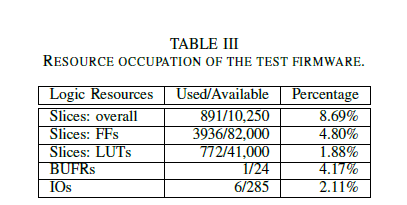 TABLE III
RESOURCE OCCUPATION OF THE TEST FIRMWARE.
Logic Resources Used/Available Percentage
Slices: overall 891/10,250 8.69%
Slices: FFs 3936/82,000 4.80%
Slices: LUTs 772/41,000 1.88%
BUFRs 1/24 4.17%
IOs 6/285 2.11%